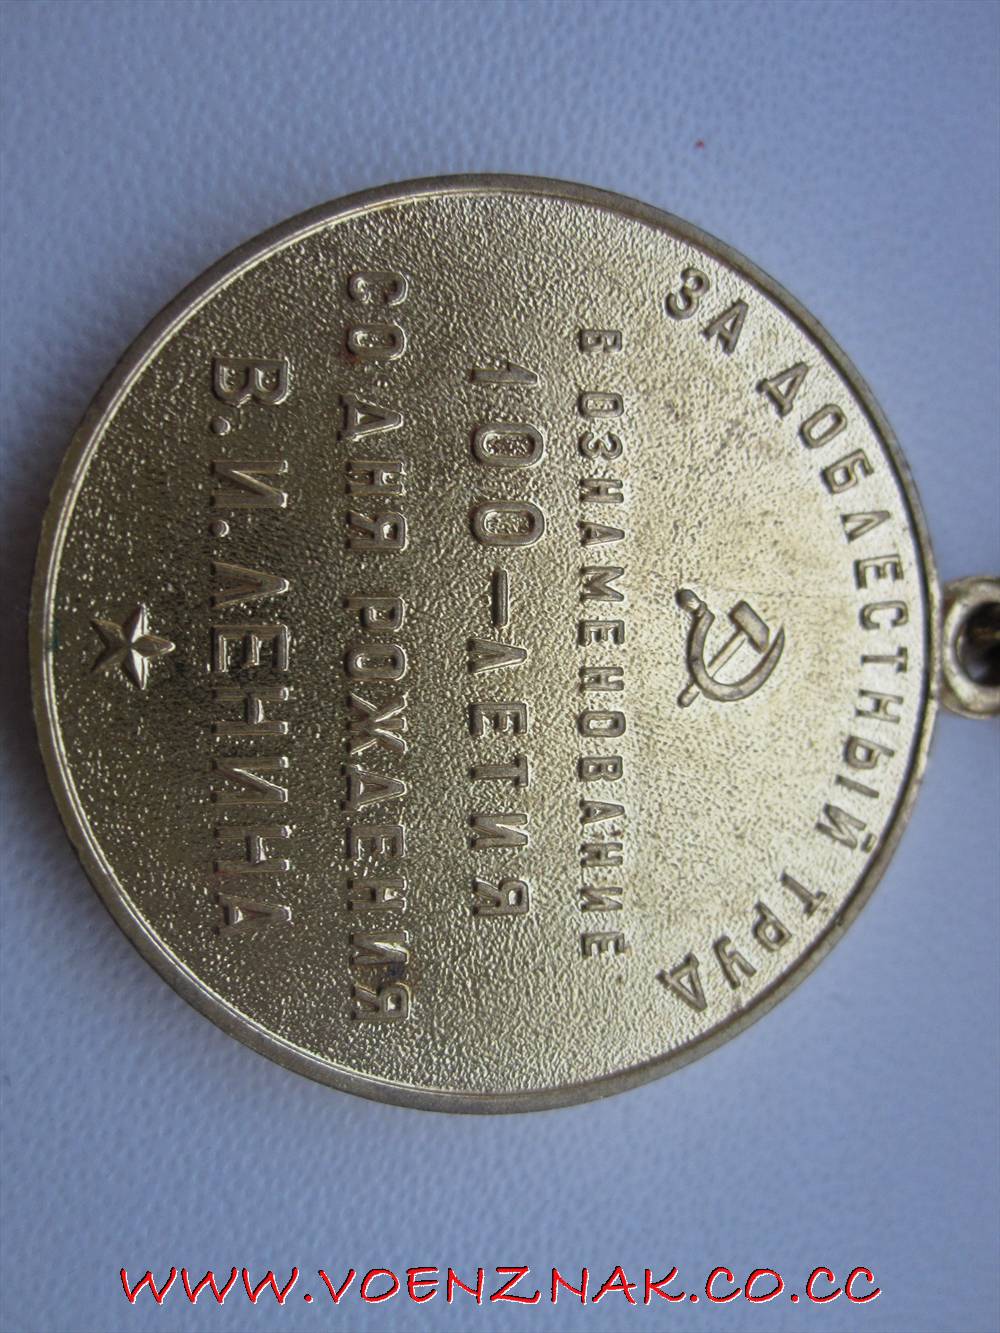 ЗА ДОБЛЕСТНЫЙ ТРУД
В ОЗНАМЕНОВАНИЕ
100-ЛЕТИЯ
СО ДНЯ РОЖДЕНИЯ
В.И.ЛЕНИНА
WWW.VOENZNAK.CO.CC